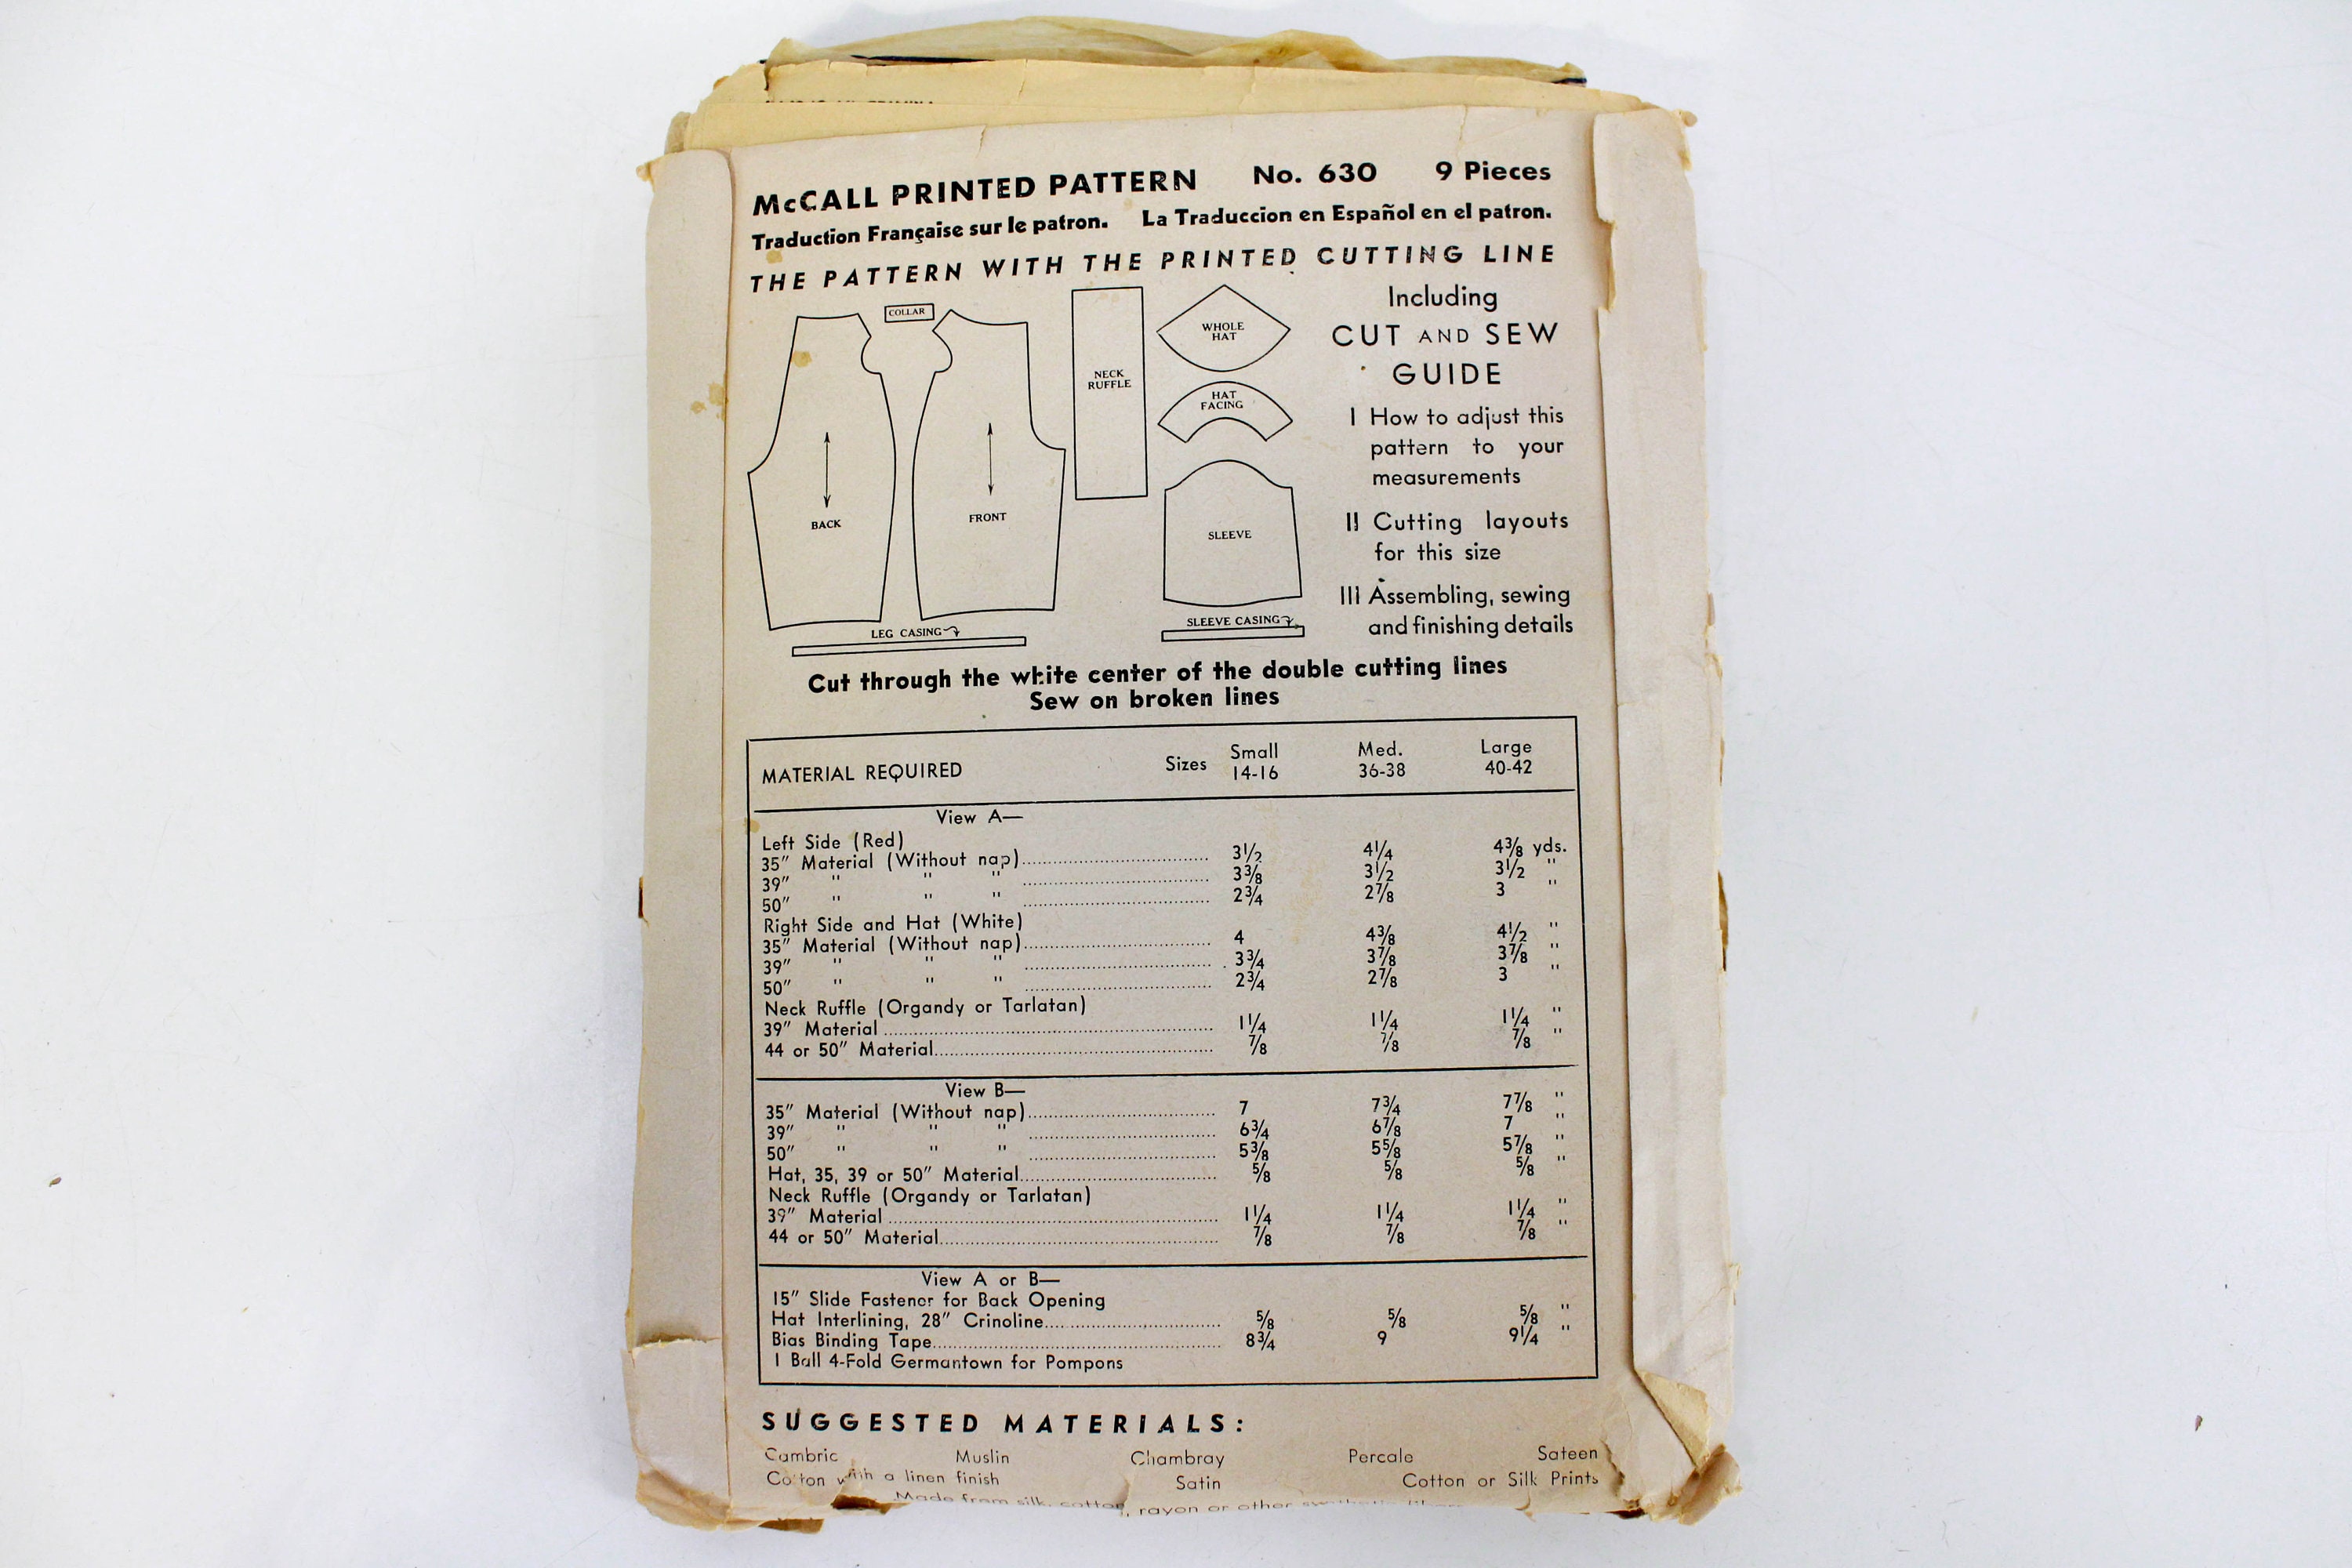 McCALL PRINTED PATTERN No. 630 9 Pieces
Traduction Française sur le patron. La Traduccion en Español en el patron.
THE PATTERN WITH THE PRINTED CUTTING LINE
COLLAR
BACK
FRONT
NECK
RUFFLE
WHOLE
HAT
HAT
FACING
SLEEVE
LEG CASING
SLEEVE CASING
Including
CUT AND SEW
GUIDE
I How to adjust this
pattern to your
measurements
II Cutting layouts
for this size
III Assembling, sewing
and finishing details
Cut through the white center of the double cutting lines
Sew on broken lines
MATERIAL REQUIRED Sizes Small 14-16 Med. 36-38 Large 40-42
View A—
Left Side (Red)
35" Material (Without nap) 3½ 4¼ 4⅜ yds.
39" " " " 3⅜ 3½ 3½ "
50" " " " 2¾ 2⅞ 3 "
Right Side and Hat (White)
35" Material (Without nap) 4 4⅜ 4½ "
39" " " " 3¾ 3⅞ 3⅞ "
50" " " " 2¾ 2⅞ 3 "
Neck Ruffle (Organdy or Tarlatan)
39" Material 1¼ 1¼ 1¼ "
44 or 50" Material ⅞ ⅞ ⅞ "
View B—
35" Material (Without nap) 7 7¾ 7⅞ "
39" " " " 6¾ 6⅞ 7 "
50" " " " 5⅜ 5⅝ 5⅞ "
Hat, 35, 39 or 50" Material ⅝ ⅝ ⅝ "
Neck Ruffle (Organdy or Tarlatan)
39" Material 1¼ 1¼ 1¼ "
44 or 50" Material ⅞ ⅞ ⅞ "
View A or B—
15" Slide Fastener for Back Opening
Hat Interlining, 28" Crinoline ⅝ ⅝ ⅝ "
Bias Binding Tape 8¾ 9 9¼ "
1 Ball 4-Fold Germantown for Pompons
SUGGESTED MATERIALS:
Cambric Muslin Chambray Percale Sateen
Cotton with a linen finish Satin Cotton or Silk Prints
Made from silk, cotton, rayon or other